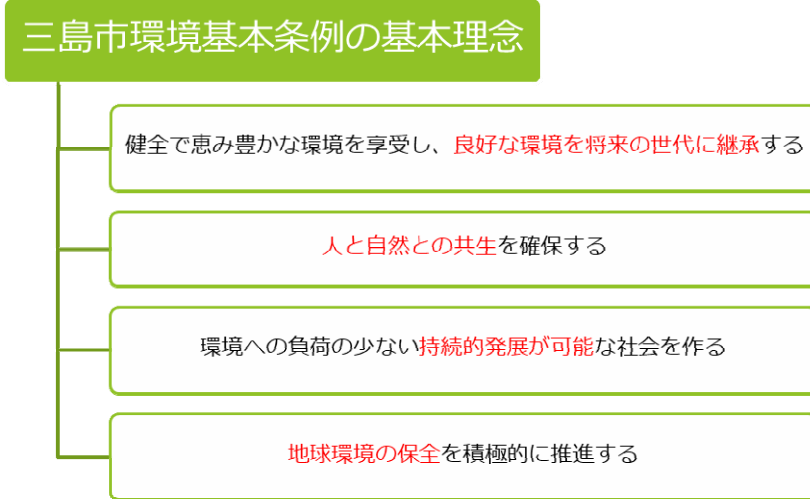 三島市環境基本条例の基本理念
健全で恵み豊かな環境を享受し、良好な環境を将来の世代に継承する
人と自然との共生を確保する
環境への負荷の少ない持続的発展が可能な社会を作る
地球環境の保全を積極的に推進する